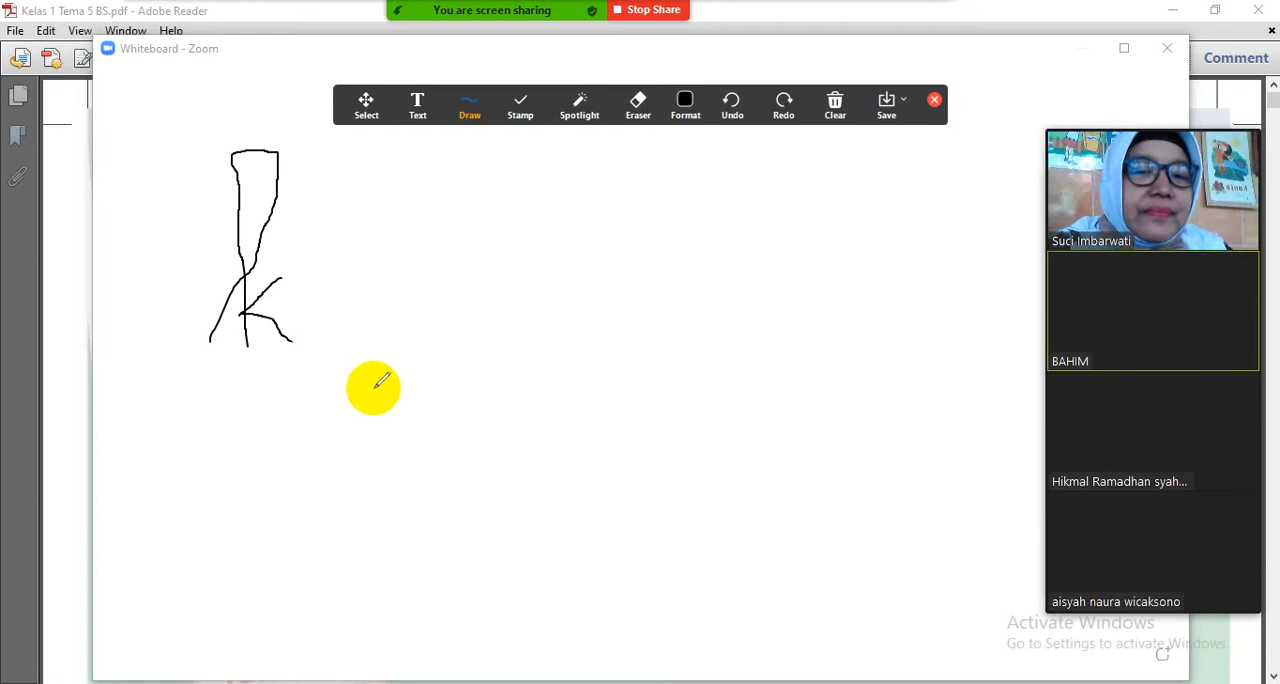 Kelas 1 Tema 5 BS.pdf - Adobe Reader
You are screen sharing
Stop Share
File Edit View Window Help
Comment
Whiteboard - Zoom
Select Text Draw Stamp Spotlight Eraser Format Undo Redo Clear Save
Suci Imbarwati
BAHIM
Hikmal Ramadhan syah...
aisyah naura wicaksono
Activate Windows
Go to Settings to activate Windows.